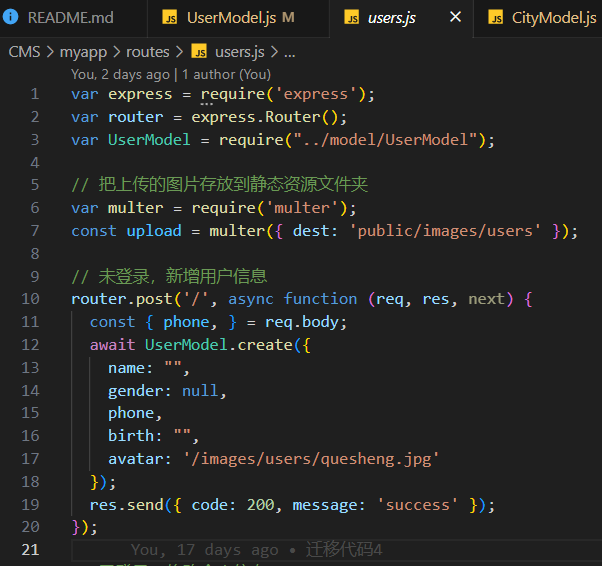 README.md UserModel.js M users.js CityModel.js
CMS > myapp > routes > JS users.js > ...
You, 2 days ago | 1 author (You)
1 var express = require('express');
2 var router = express.Router();
3 var UserModel = require("../model/UserModel");
4
5 // 把上传的图片存放到静态资源文件夹
6 var multer = require('multer');
7 const upload = multer({ dest: 'public/images/users' });
8
9 // 未登录，新增用户信息
10 router.post('/', async function (req, res, next) {
11 const { phone, } = req.body;
12 await UserModel.create({
13 name: "",
14 gender: null,
15 phone,
16 birth: "",
17 avatar: '/images/users/quesheng.jpg'
18 });
19 res.send({ code: 200, message: 'success' });
20 });
21 You, 17 days ago • 迁移代码4